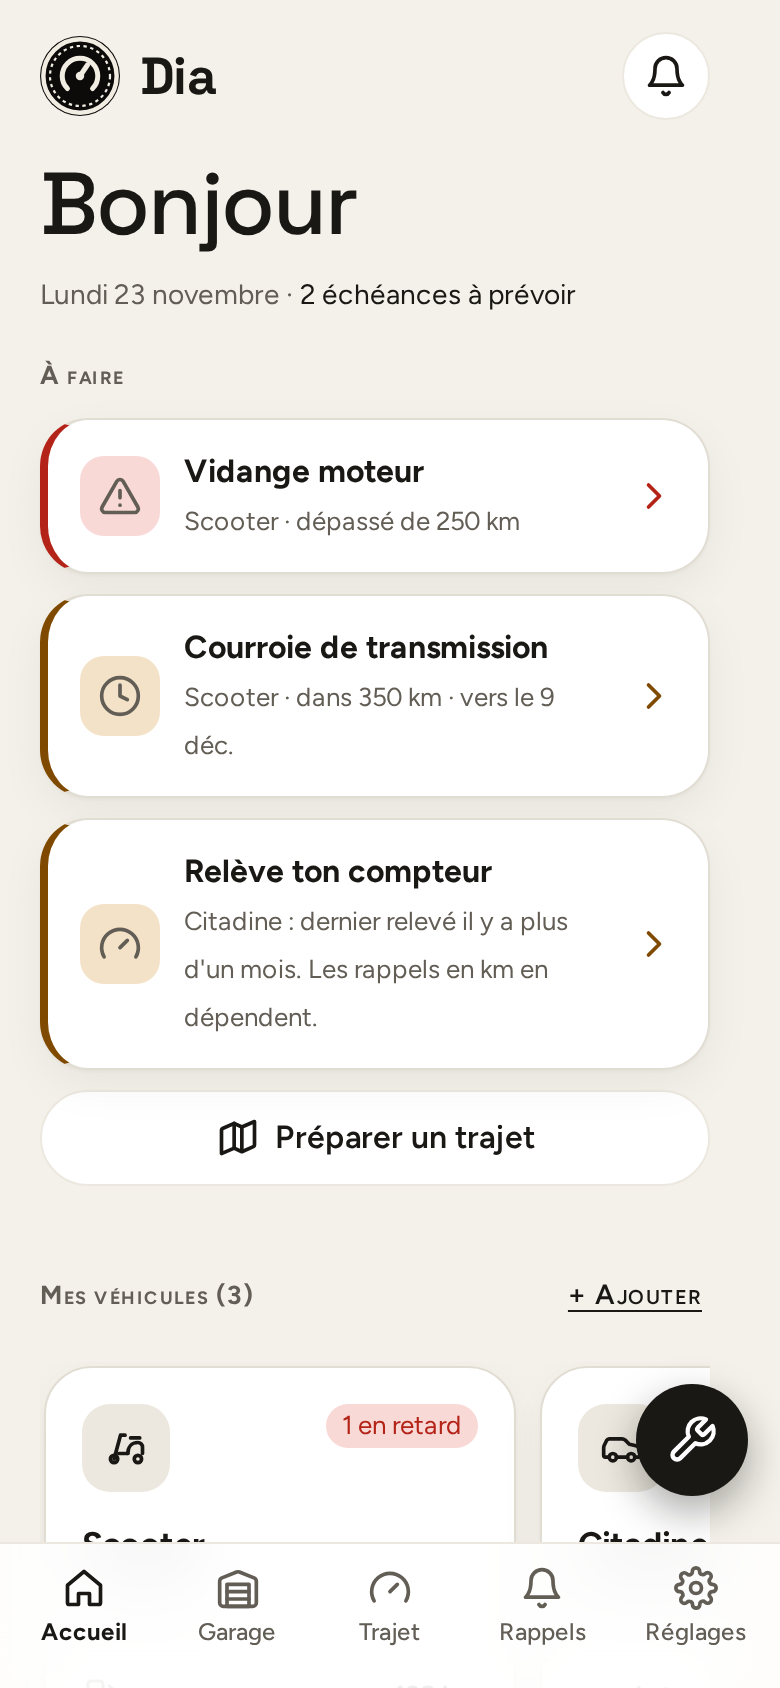 Dia
Bonjour
Lundi 23 novembre · 2 échéances à prévoir
À faire
Vidange moteur
Scooter · dépassé de 250 km
Courroie de transmission
Scooter · dans 350 km · vers le 9
déc.
Relève ton compteur
Citadine : dernier relevé il y a plus
d'un mois. Les rappels en km en
dépendent.
Préparer un trajet
Mes véhicules (3)
+ Ajouter
1 en retard
Scooter
Citadine
Accueil
Garage
Trajet
Rappels
Réglages